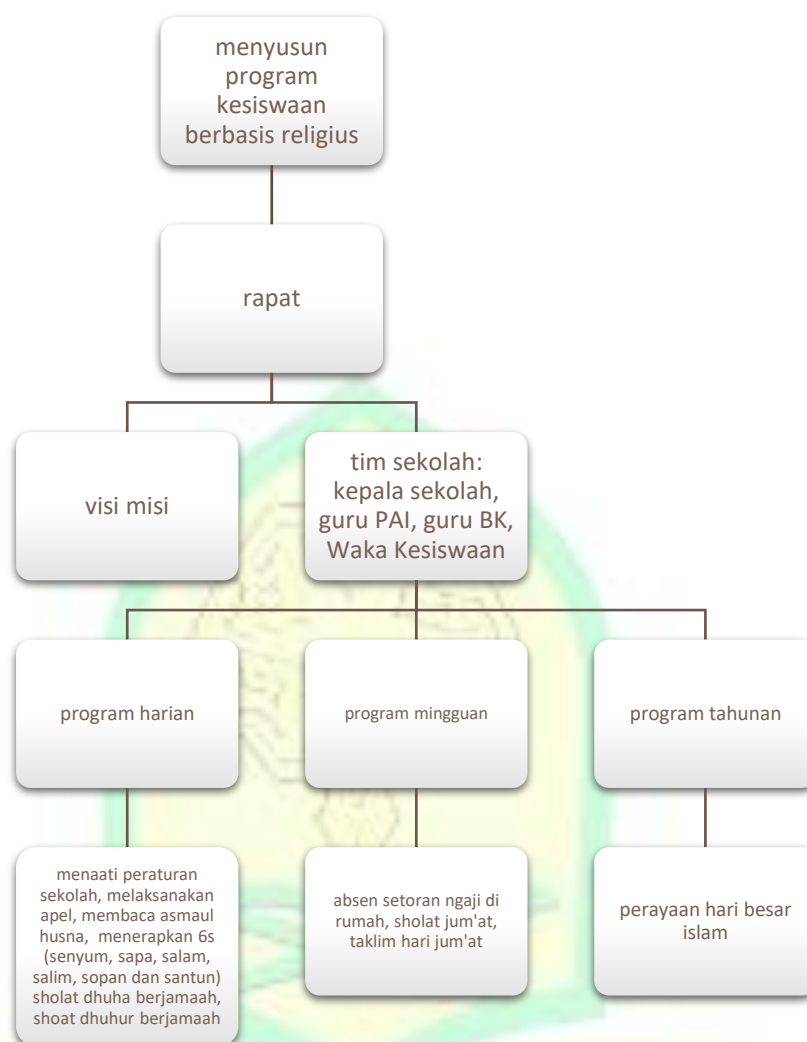 menyusun
program
kesiswaan
berbasis religius
rapat
visi misi
tim sekolah:
kepala sekolah,
guru PAI, guru BK,
Waka Kesiswaan
program harian
program mingguan
program tahunan
menaati peraturan
sekolah, melaksanakan
apel, membaca asmaul
husna, menerapkan 6s
(senyum, sapa, salam,
salim, sopan dan santun)
sholat dhuha berjamaah,
shoat dhuhur berjamaah
absen setoran ngaji di
rumah, sholat jum'at,
taklim hari jum'at
perayaan hari besar
islam